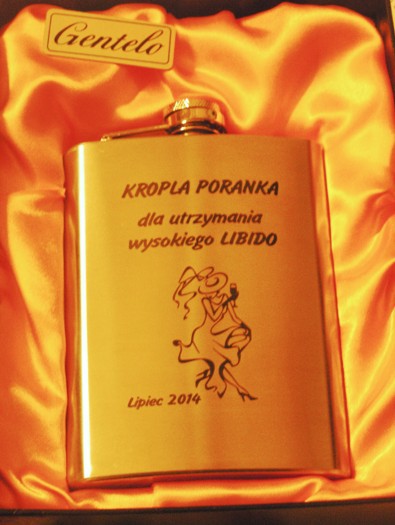 Gentelo
KROPLA PORANKA
dla utrzymania
wysokiego LIBIDO
Lipiec 2014